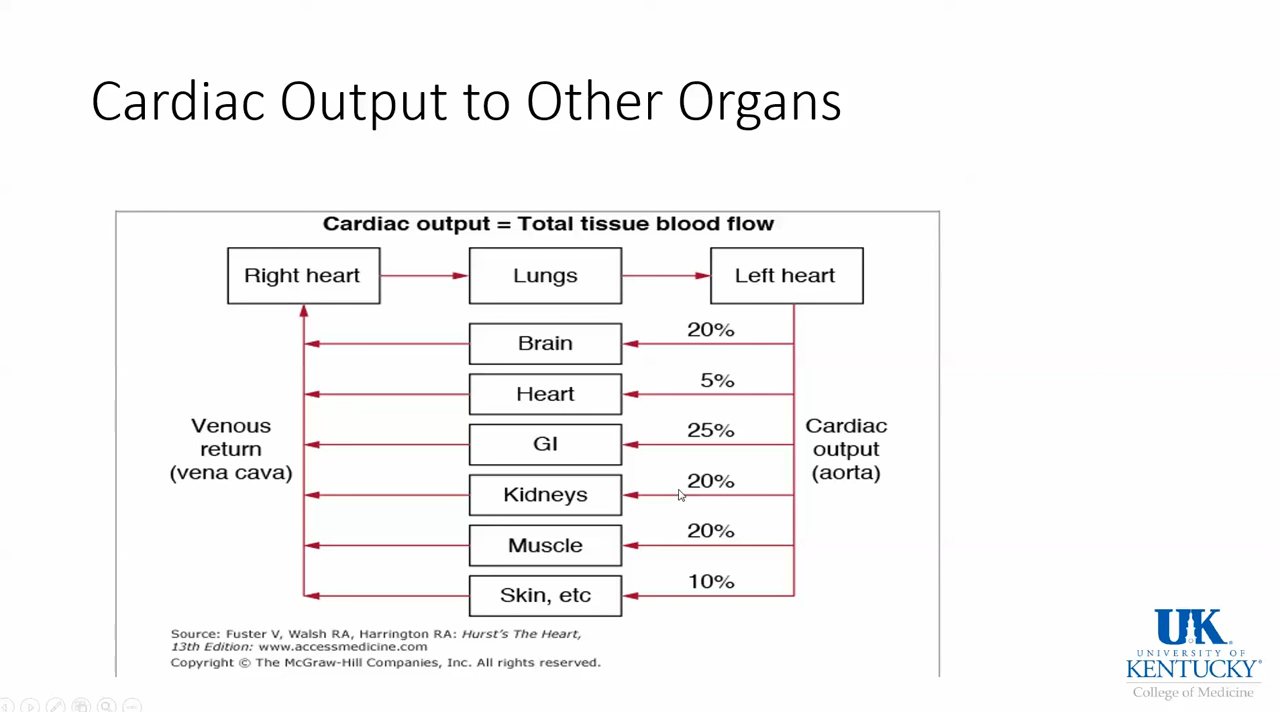 Cardiac Output to Other Organs
Cardiac output = Total tissue blood flow
Right heart
Lungs
Left heart
Brain
20%
Heart
5%
GI
25%
Kidneys
20%
Muscle
20%
Skin, etc
10%
Venous
return
(vena cava)
Cardiac
output
(aorta)
Source: Fuster V, Walsh RA, Harrington RA: Hurst's The Heart,
13th Edition: www.accessmedicine.com
Copyright © The McGraw-Hill Companies, Inc. All rights reserved.
UK
UNIVERSITY OF
KENTUCKY®
College of Medicine